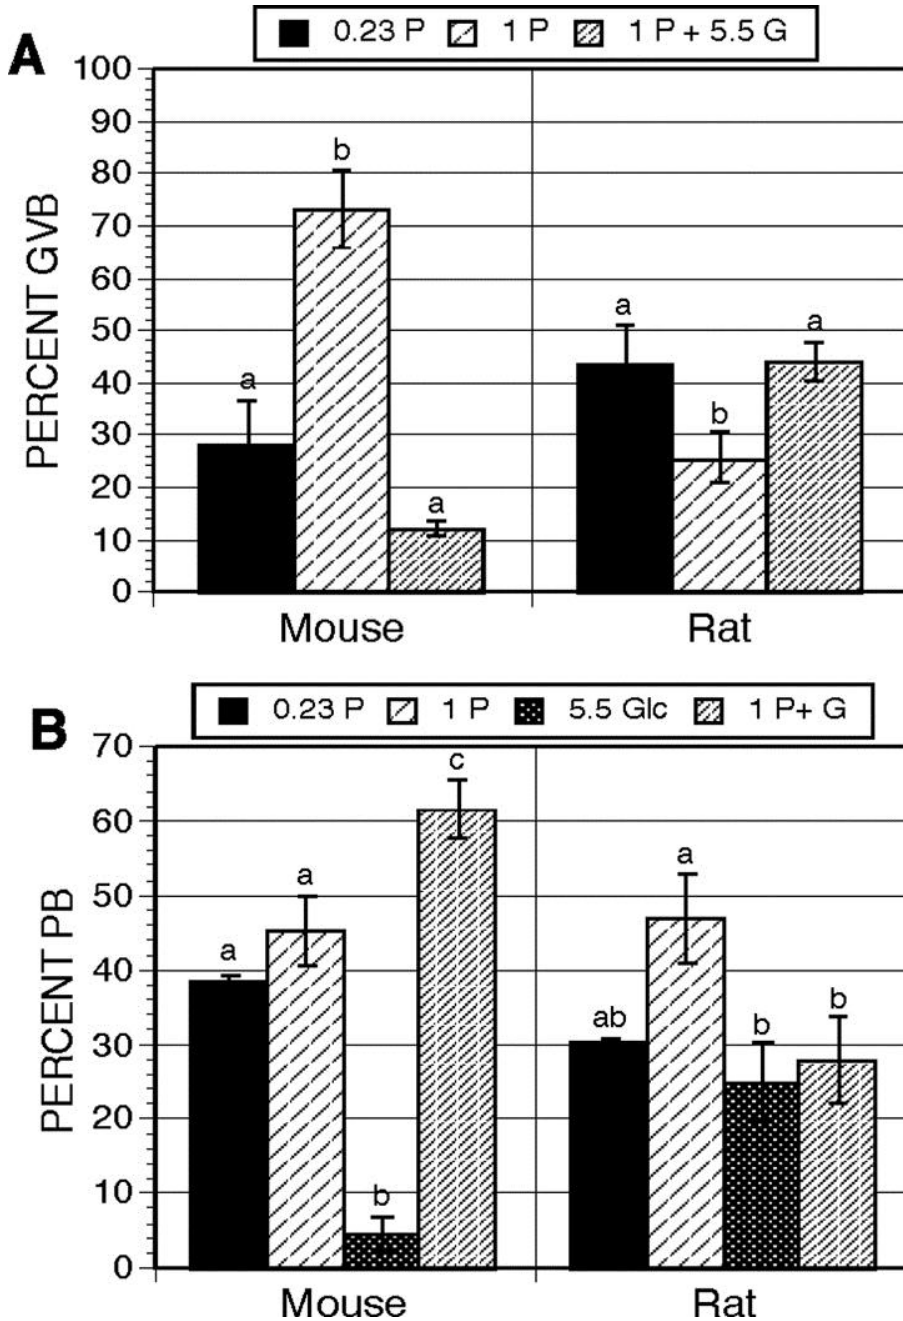 A
0.23 P 1 P 1 P + 5.5 G
PERCENT GVB
100
90
80
70
60
50
40
30
20
10
0
b
a
a
a
b
a
Mouse Rat
B
0.23 P 1 P 5.5 Glc 1 P+ G
PERCENT PB
70
60
50
40
30
20
10
0
a
a
b
c
ab
a
b
b
Mouse Rat